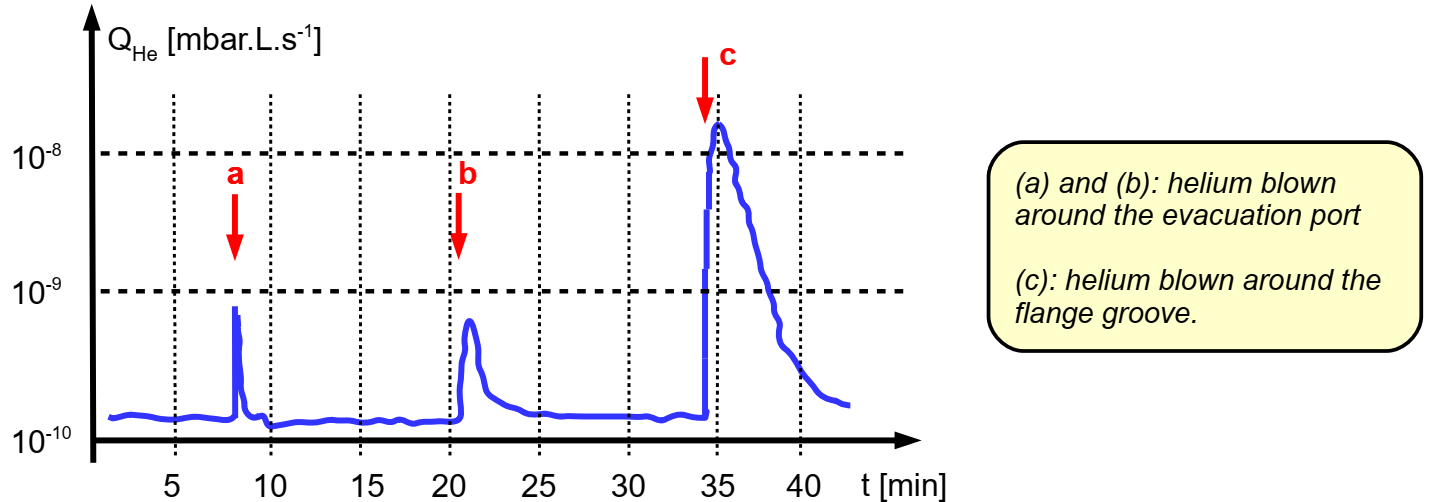 Q_He [mbar.L.s⁻¹]
c
10⁻⁸
a
b
10⁻⁹
10⁻¹⁰
5 10 15 20 25 30 35 40 t [min]
(a) and (b): helium blown
around the evacuation port
(c): helium blown around the
flange groove.